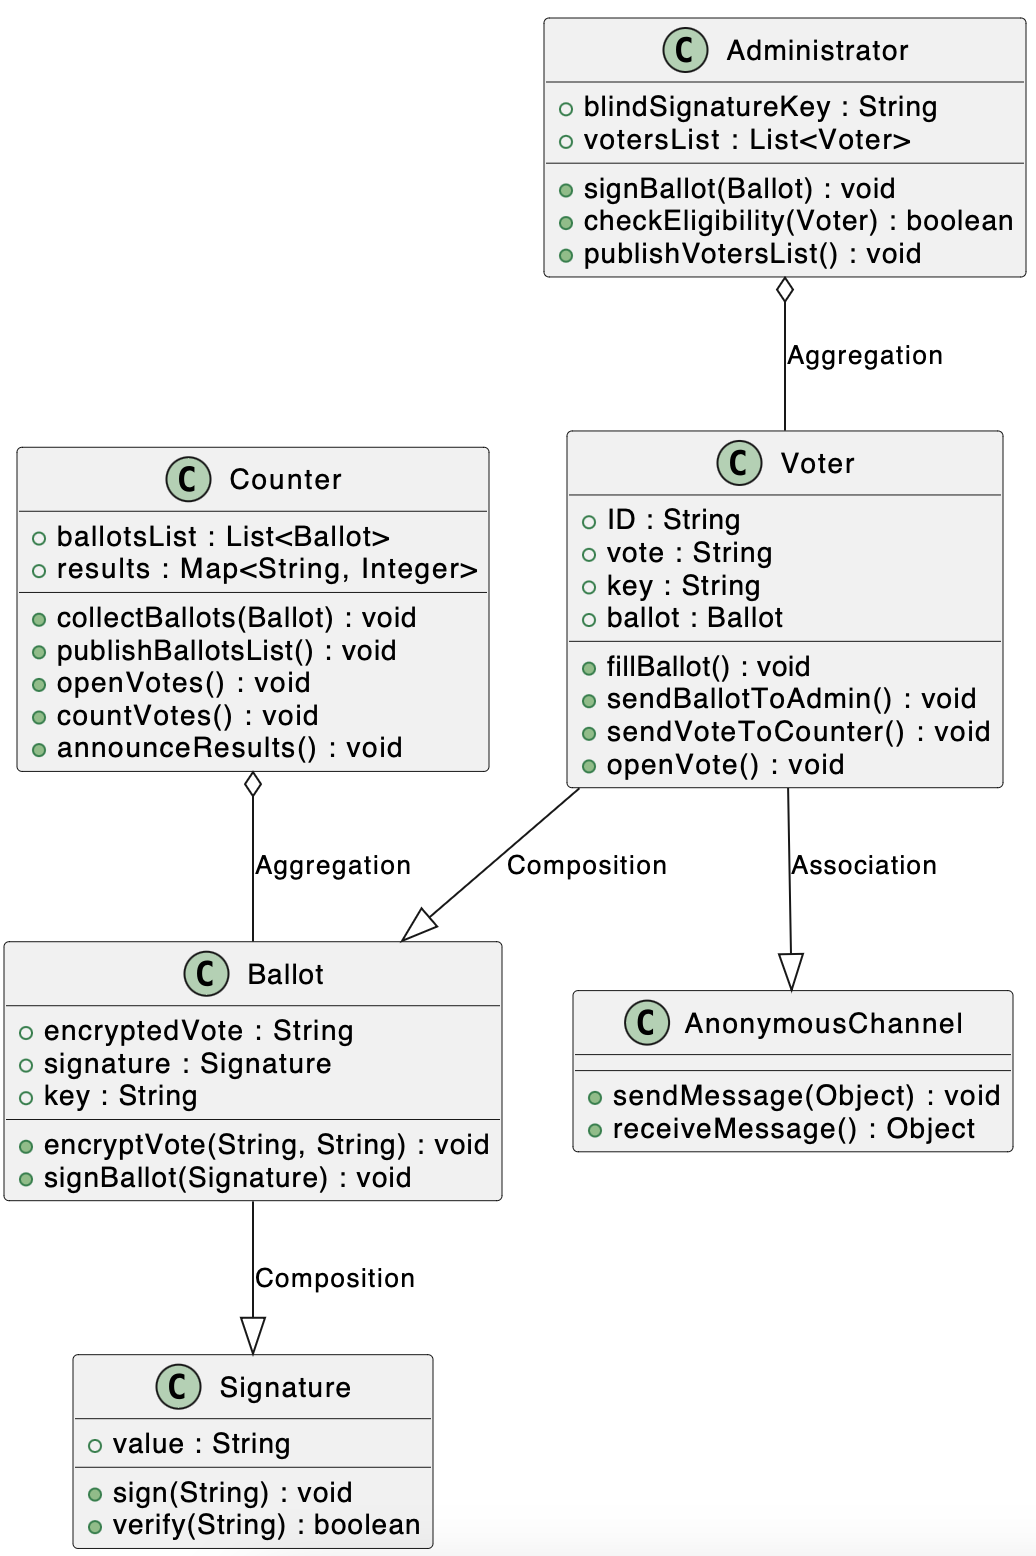 C Administrator
blindSignatureKey : String
votersList : List<Voter>
signBallot(Ballot) : void
checkEligibility(Voter) : boolean
publishVotersList() : void
Aggregation
C Counter
ballotsList : List<Ballot>
results : Map<String, Integer>
collectBallots(Ballot) : void
publishBallotsList() : void
openVotes() : void
countVotes() : void
announceResults() : void
C Voter
ID : String
vote : String
key : String
ballot : Ballot
fillBallot() : void
sendBallotToAdmin() : void
sendVoteToCounter() : void
openVote() : void
Aggregation
Composition
Association
C Ballot
encryptedVote : String
signature : Signature
key : String
encryptVote(String, String) : void
signBallot(Signature) : void
C AnonymousChannel
sendMessage(Object) : void
receiveMessage() : Object
Composition
C Signature
value : String
sign(String) : void
verify(String) : boolean